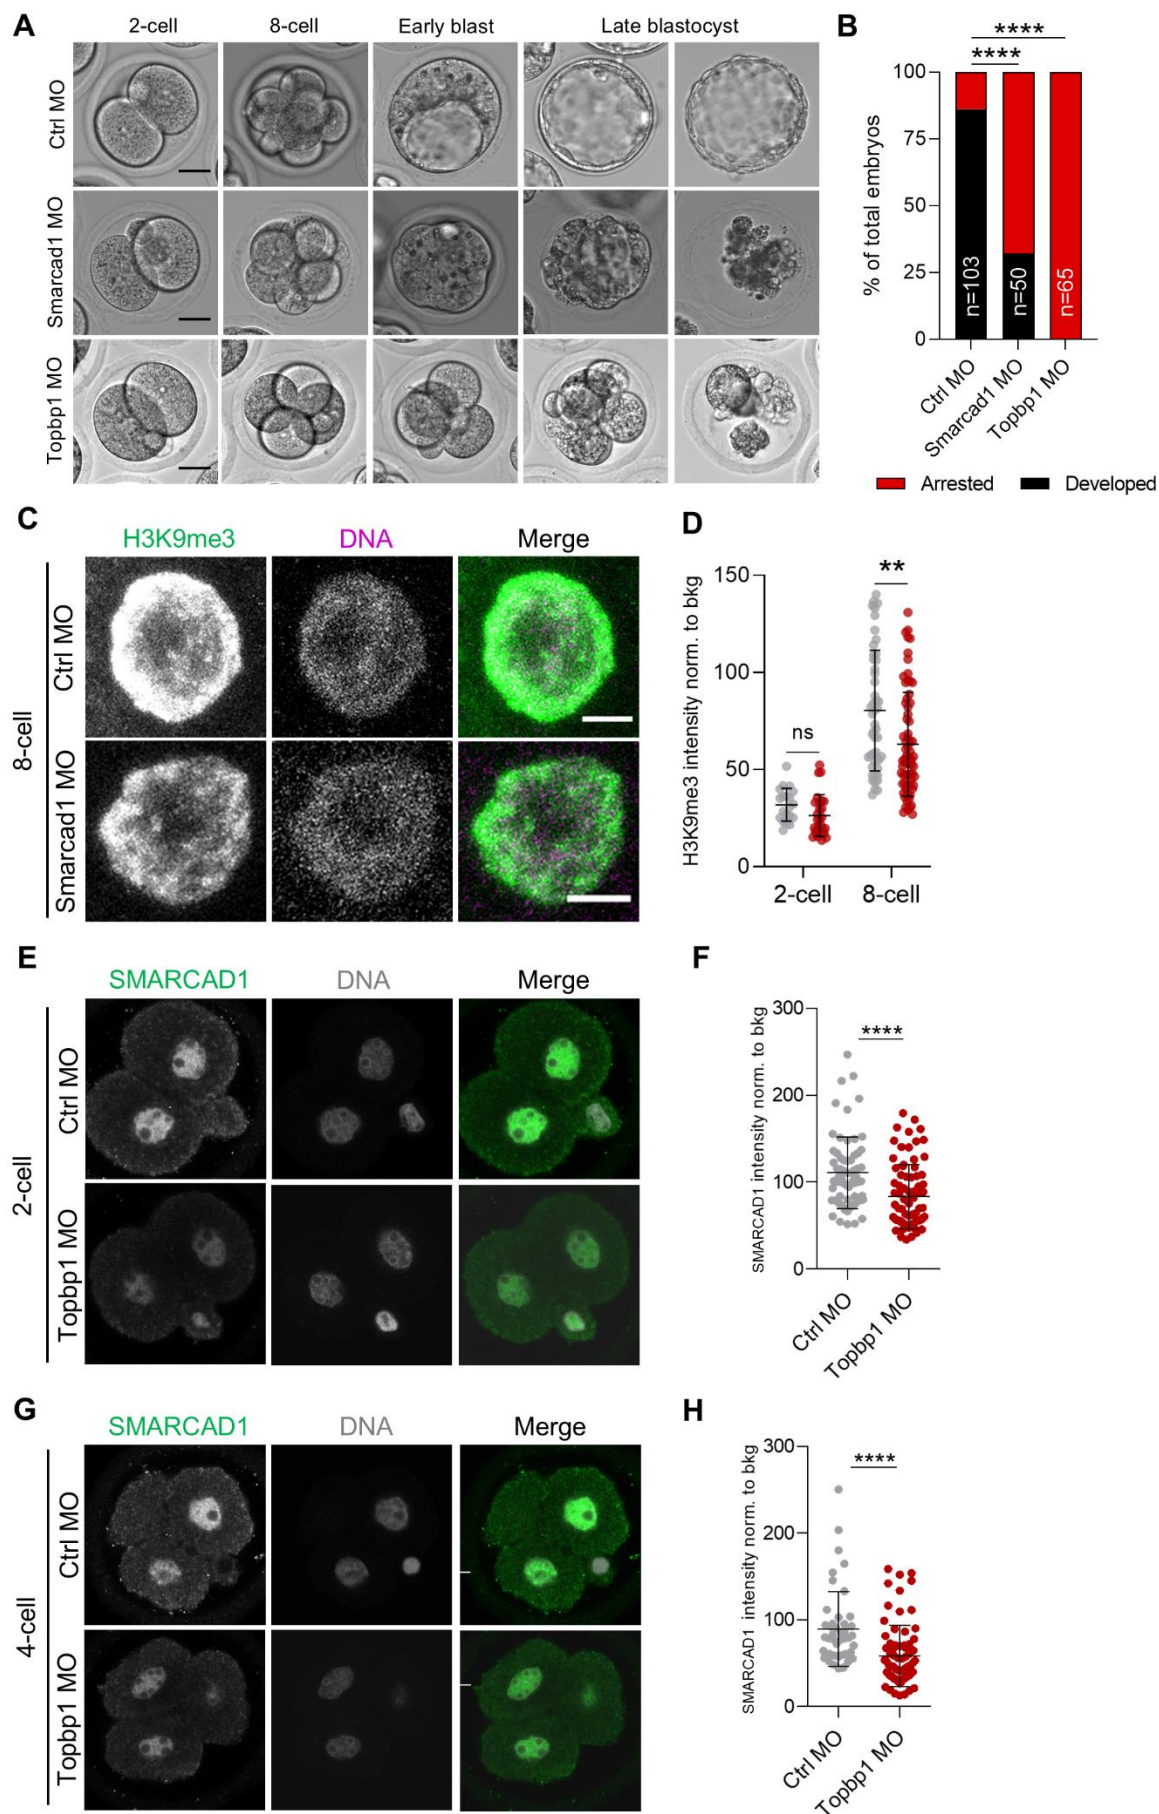 A
2-cell
8-cell
Early blast
Late blastocyst
Ctrl MO
Smarcad1 MO
Topbp1 MO
B
****
****
% of total embryos
100
75
50
25
0
n=103
n=50
n=65
Ctrl MO
Smarcad1 MO
Topbp1 MO
Arrested
Developed
C
H3K9me3
DNA
Merge
8-cell
Ctrl MO
Smarcad1 MO
D
H3K9me3 intensity norm. to bkg
150
100
50
0
ns
**
2-cell
8-cell
E
SMARCAD1
DNA
Merge
2-cell
Ctrl MO
Topbp1 MO
F
SMARCAD1 intensity norm. to bkg
300
200
100
0
****
Ctrl MO
Topbp1 MO
G
SMARCAD1
DNA
Merge
4-cell
Ctrl MO
Topbp1 MO
H
SMARCAD1 intensity norm. to bkg
300
200
100
0
****
Ctrl MO
Topbp1 MO